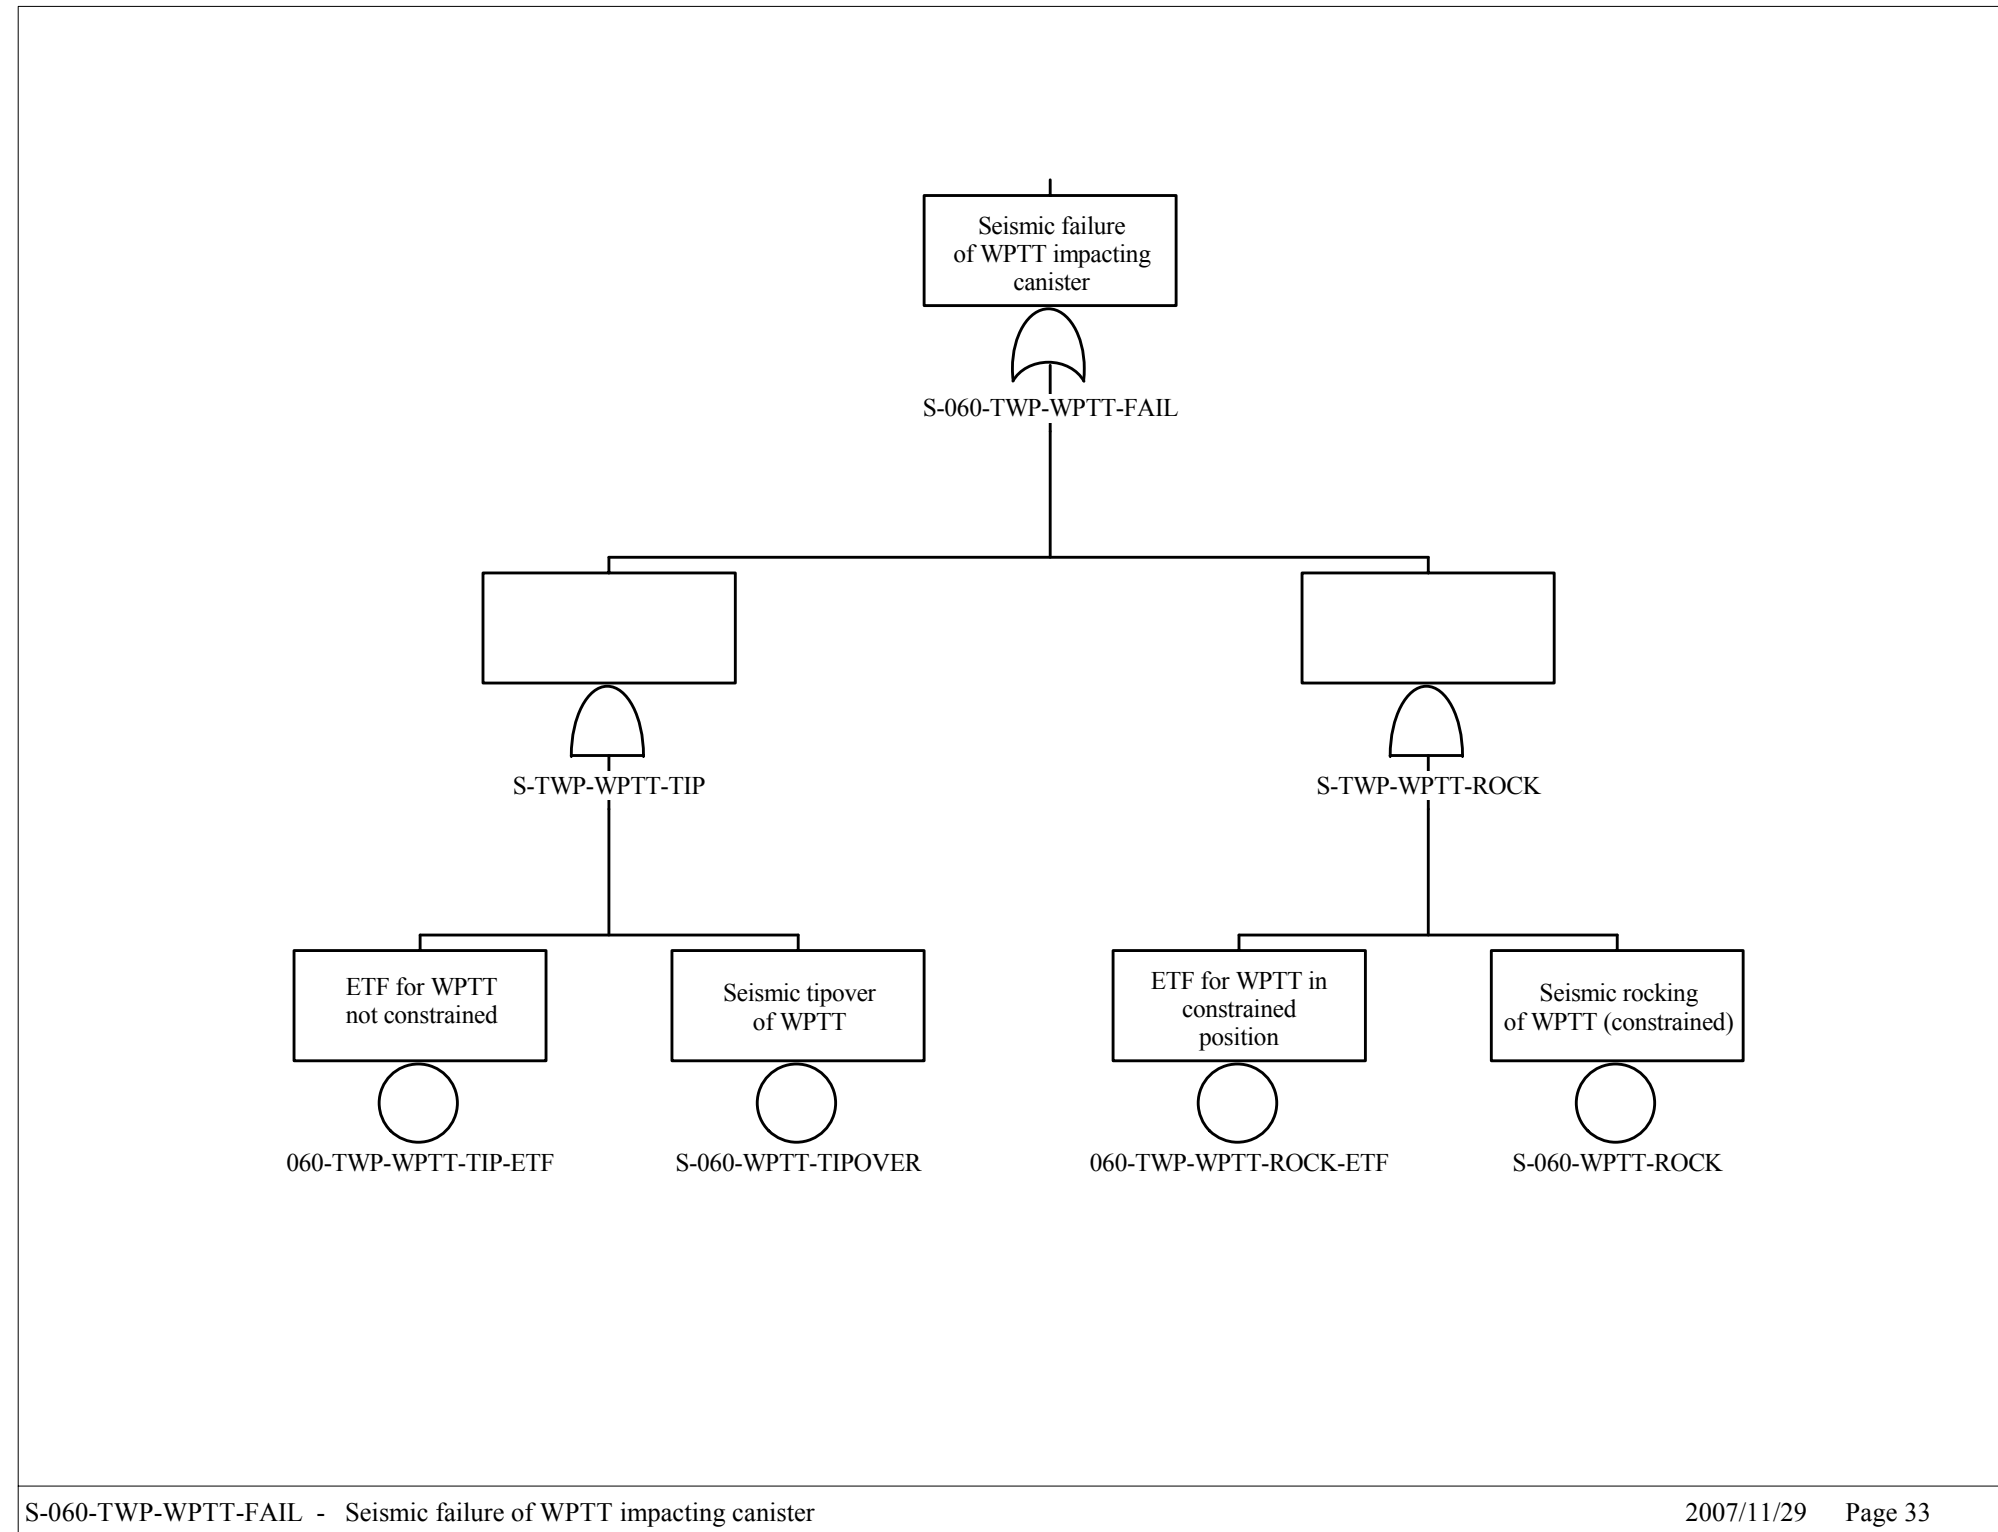 Seismic failure
of WPTT impacting
canister
S-060-TWP-WPTT-FAIL
S-TWP-WPTT-TIP
S-TWP-WPTT-ROCK
ETF for WPTT
not constrained
Seismic tipover
of WPTT
ETF for WPTT in
constrained
position
Seismic rocking
of WPTT (constrained)
060-TWP-WPTT-TIP-ETF
S-060-WPTT-TIPOVER
060-TWP-WPTT-ROCK-ETF
S-060-WPTT-ROCK
S-060-TWP-WPTT-FAIL - Seismic failure of WPTT impacting canister
2007/11/29 Page 33